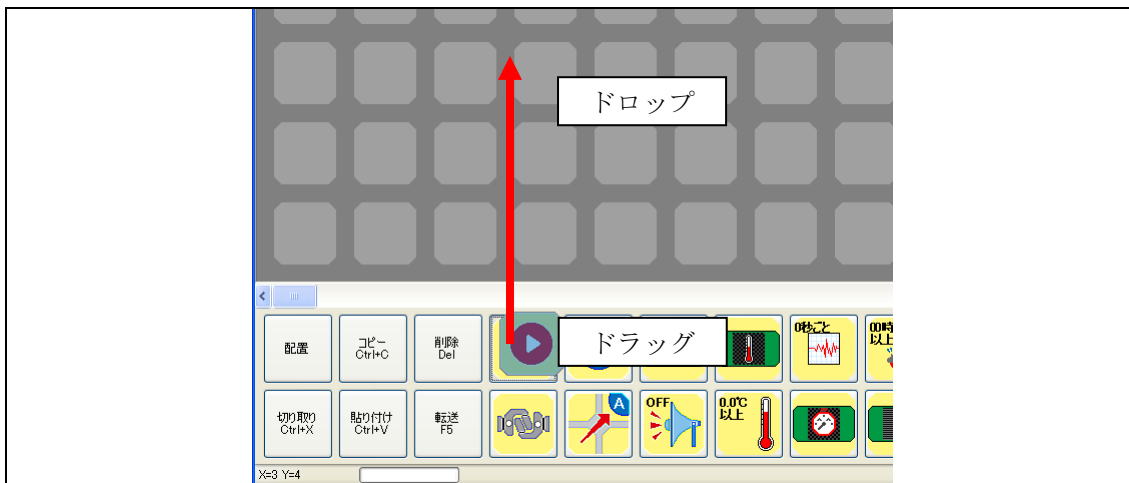 ドロップ
ドラッグ
配置
コピー
Ctrl+C
削除
Del
0秒ごと
以上
切り取り
Ctrl+X
貼り付け
Ctrl+V
転送
F5
A
OFF
0.0℃
以上
X=3 Y=4